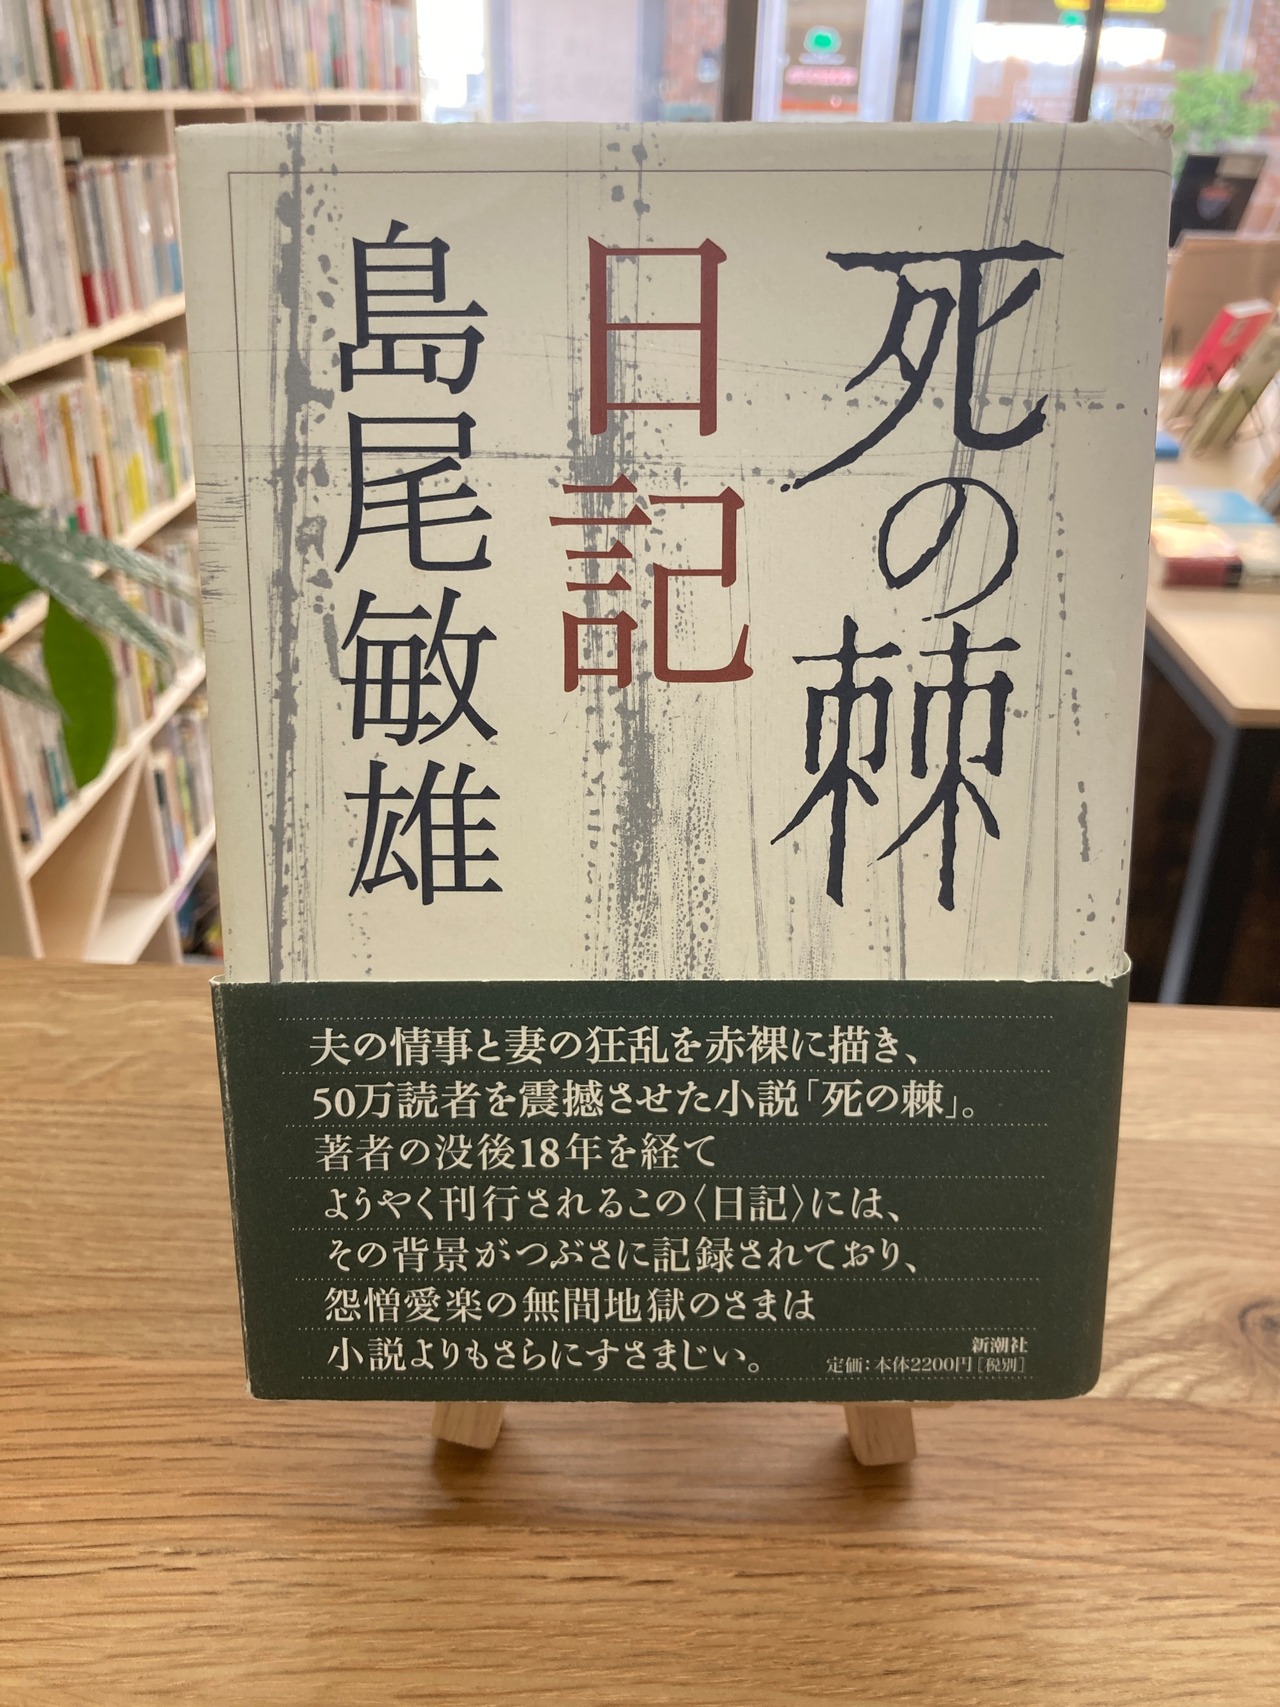 死の棘
日記
島尾敏雄
夫の情事と妻の狂乱を赤裸に描き、
50万読者を震撼させた小説「死の棘」。
著者の没後18年を経て
ようやく刊行されるこの〈日記〉には、
その背景がつぶさに記録されており、
怨憎愛楽の無間地獄のさまは
小説よりもさらにすさまじい。
新潮社
定価：本体2200円［税別］